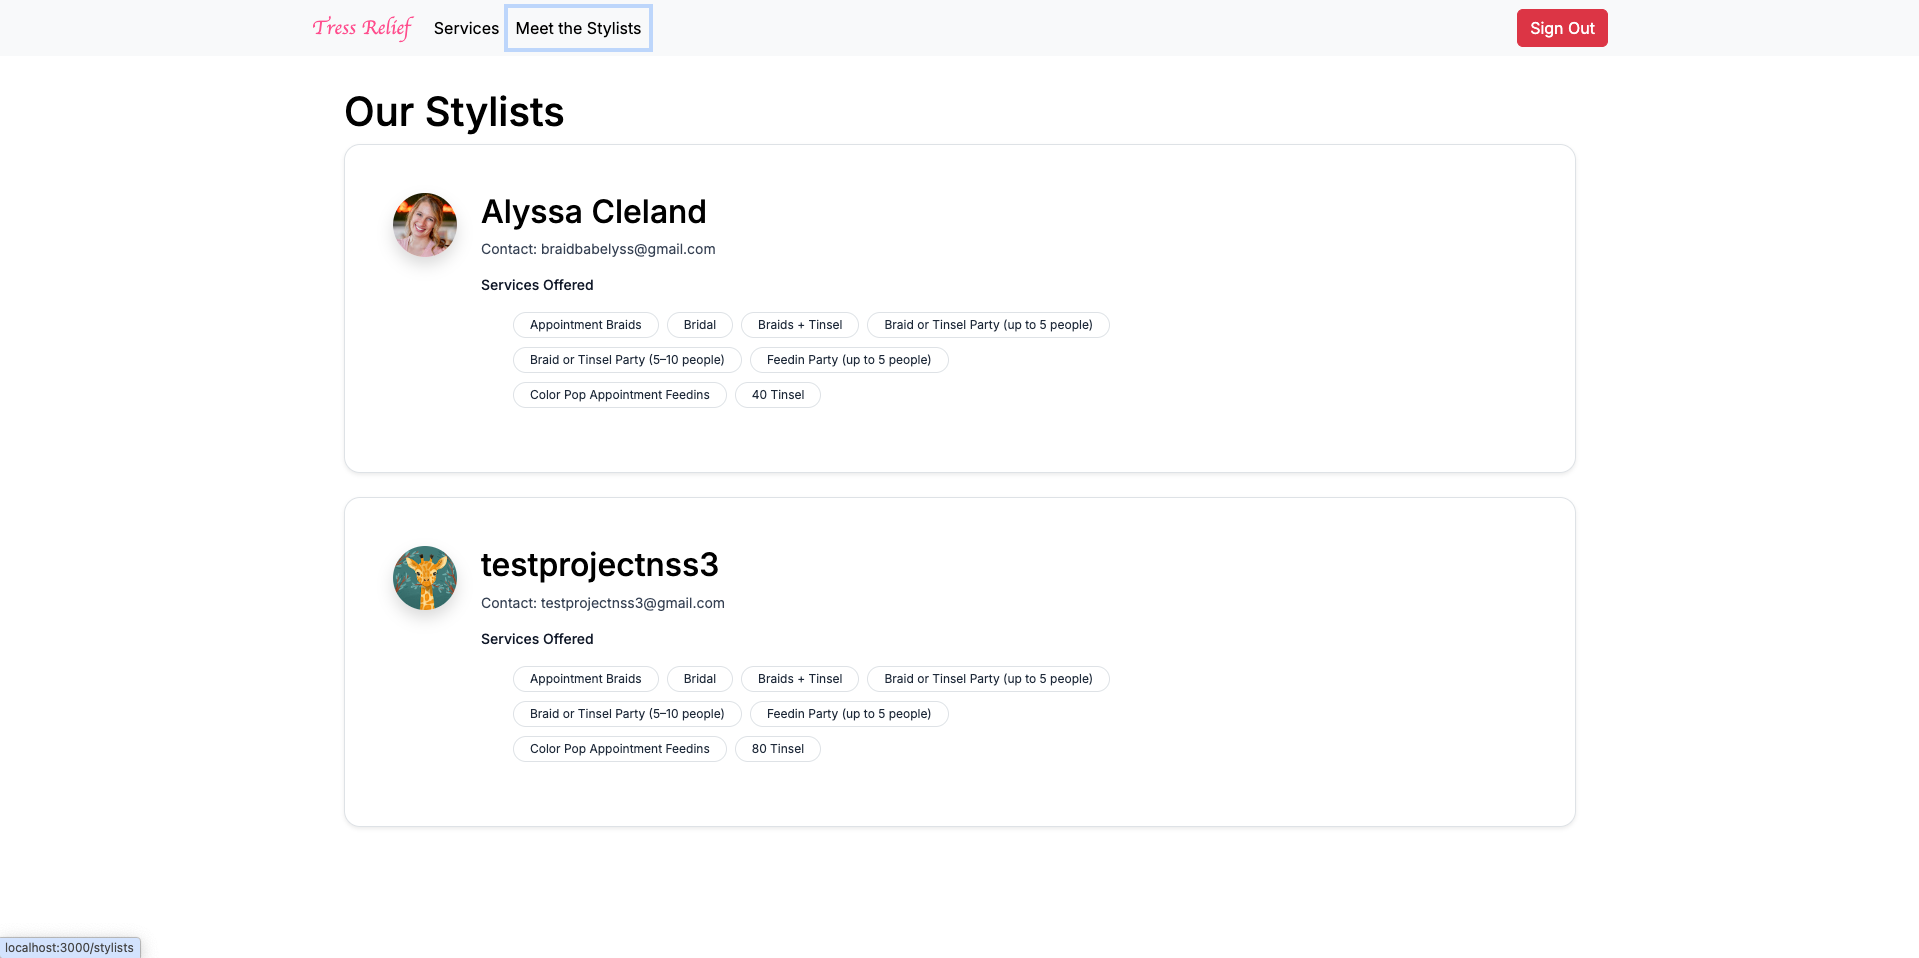 Tress Relief Services Meet the Stylists Sign Out
Our Stylists
Alyssa Cleland
Contact: braidbabelyss@gmail.com
Services Offered
Appointment Braids Bridal Braids + Tinsel Braid or Tinsel Party (up to 5 people)
Braid or Tinsel Party (5–10 people) Feedin Party (up to 5 people)
Color Pop Appointment Feedins 40 Tinsel
testprojectnss3
Contact: testprojectnss3@gmail.com
Services Offered
Appointment Braids Bridal Braids + Tinsel Braid or Tinsel Party (up to 5 people)
Braid or Tinsel Party (5–10 people) Feedin Party (up to 5 people)
Color Pop Appointment Feedins 80 Tinsel
localhost:3000/stylists